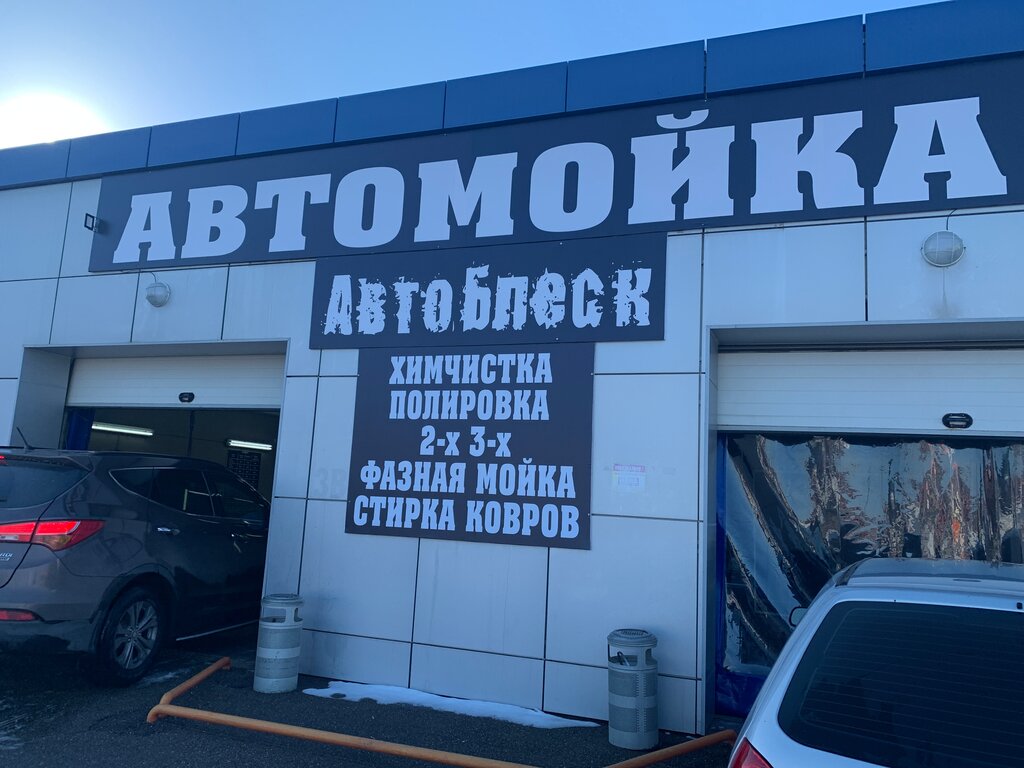 АВТОМОЙКА
АвтоБлеск
ХИМЧИСТКА
ПОЛИРОВКА
2-х 3-х
ФАЗНАЯ МОЙКА
СТИРКА КОВРОВ